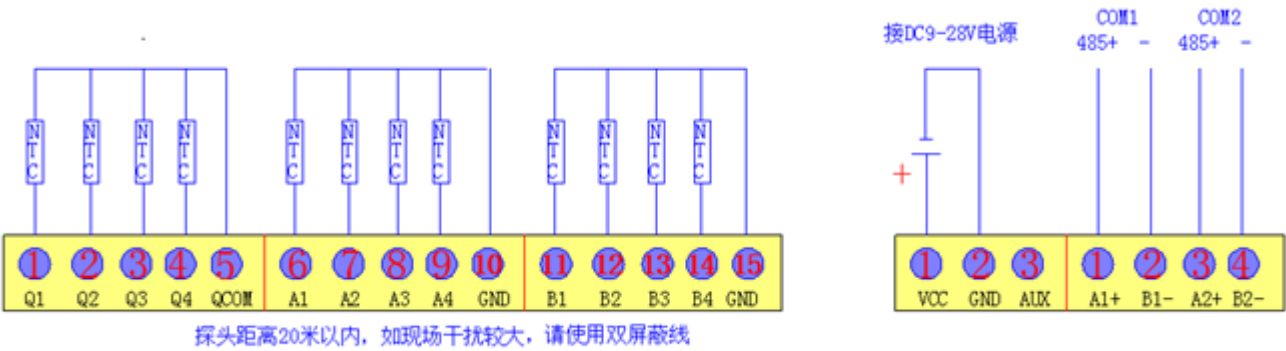 COM1 COM2
接DC9-28V电源 485+ - 485+ -
NTC NTC NTC NTC NTC NTC NTC NTC NTC NTC NTC NTC
+
1 2 3 4 5 6 7 8 9 10 11 12 13 14 15 1 2 3 1 2 3 4
Q1 Q2 Q3 Q4 QCOM A1 A2 A3 A4 GND B1 B2 B3 B4 GND VCC GND AUX A1+ B1- A2+ B2-
探头距离20米以内，如现场干扰较大，请使用双屏蔽线